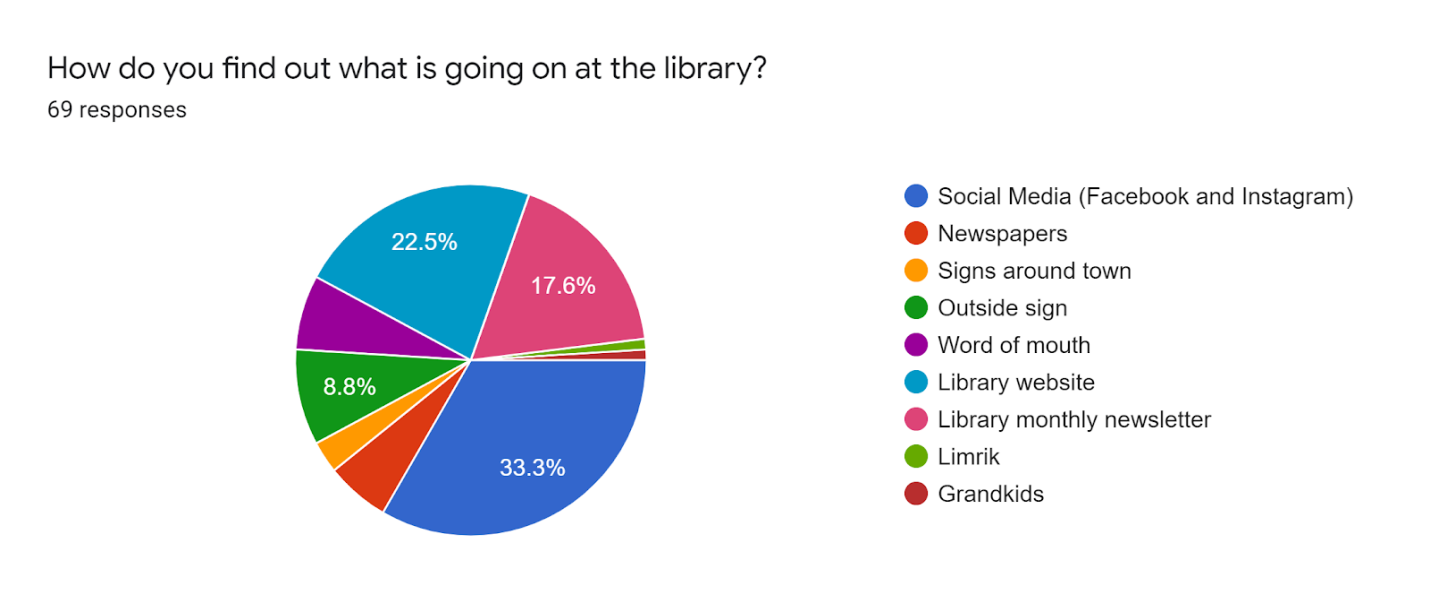 How do you find out what is going on at the library?
69 responses
22.5%
17.6%
8.8%
33.3%
Social Media (Facebook and Instagram)
Newspapers
Signs around town
Outside sign
Word of mouth
Library website
Library monthly newsletter
Limrik
Grandkids